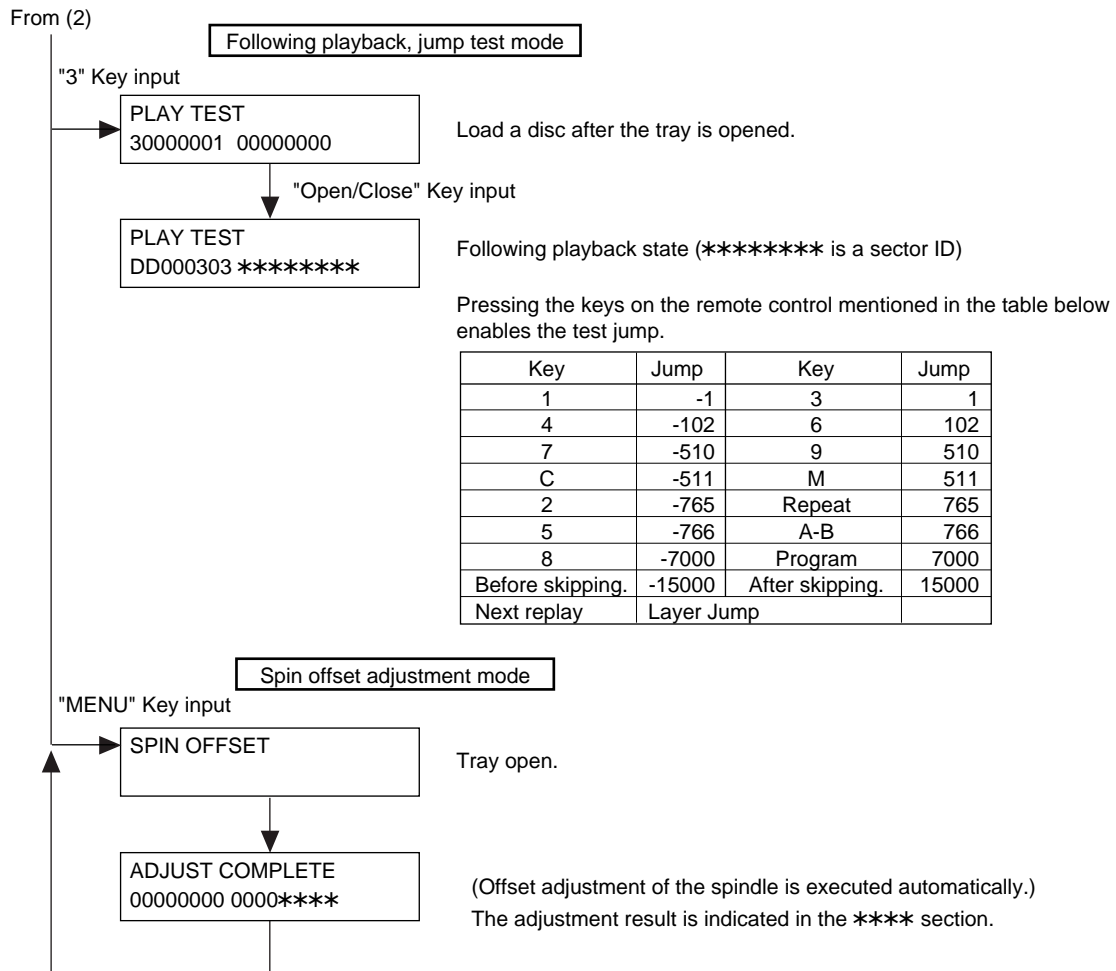 From (2)
Following playback, jump test mode
"3" Key input
PLAY TEST
30000001 00000000
Load a disc after the tray is opened.
"Open/Close" Key input
PLAY TEST
DD000303 ********
Following playback state (******** is a sector ID)
Pressing the keys on the remote control mentioned in the table below
enables the test jump.
Key Jump Key Jump
1 -1 3 1
4 -102 6 102
7 -510 9 510
C -511 M 511
2 -765 Repeat 765
5 -766 A-B 766
8 -7000 Program 7000
Before skipping. -15000 After skipping. 15000
Next replay Layer Jump
Spin offset adjustment mode
"MENU" Key input
SPIN OFFSET
Tray open.
ADJUST COMPLETE
00000000 0000****
(Offset adjustment of the spindle is executed automatically.)
The adjustment result is indicated in the **** section.